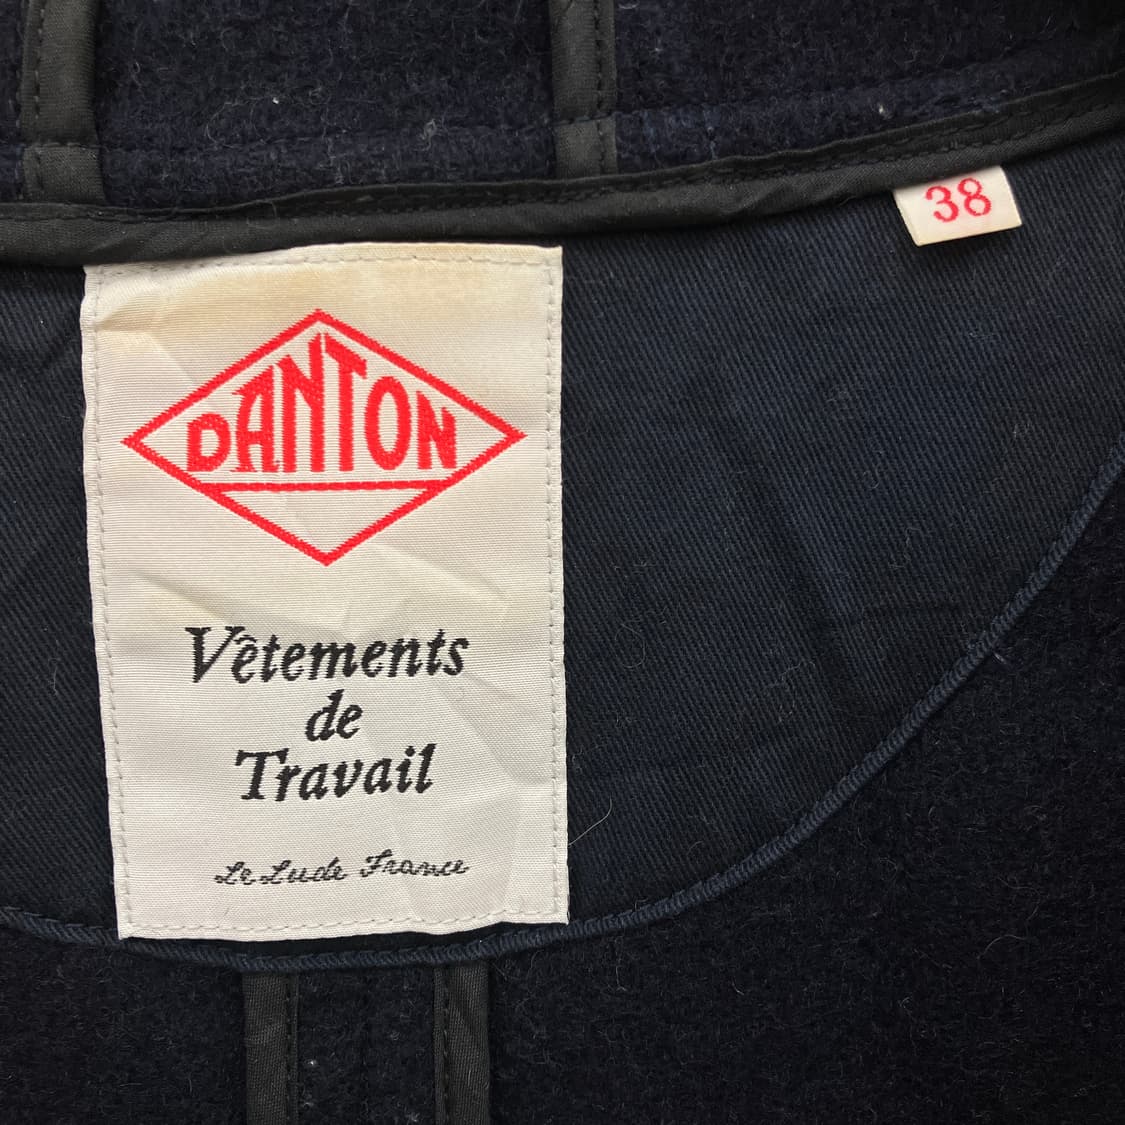 38
DANTON
Vêtements
de
Travail
Le Lude France